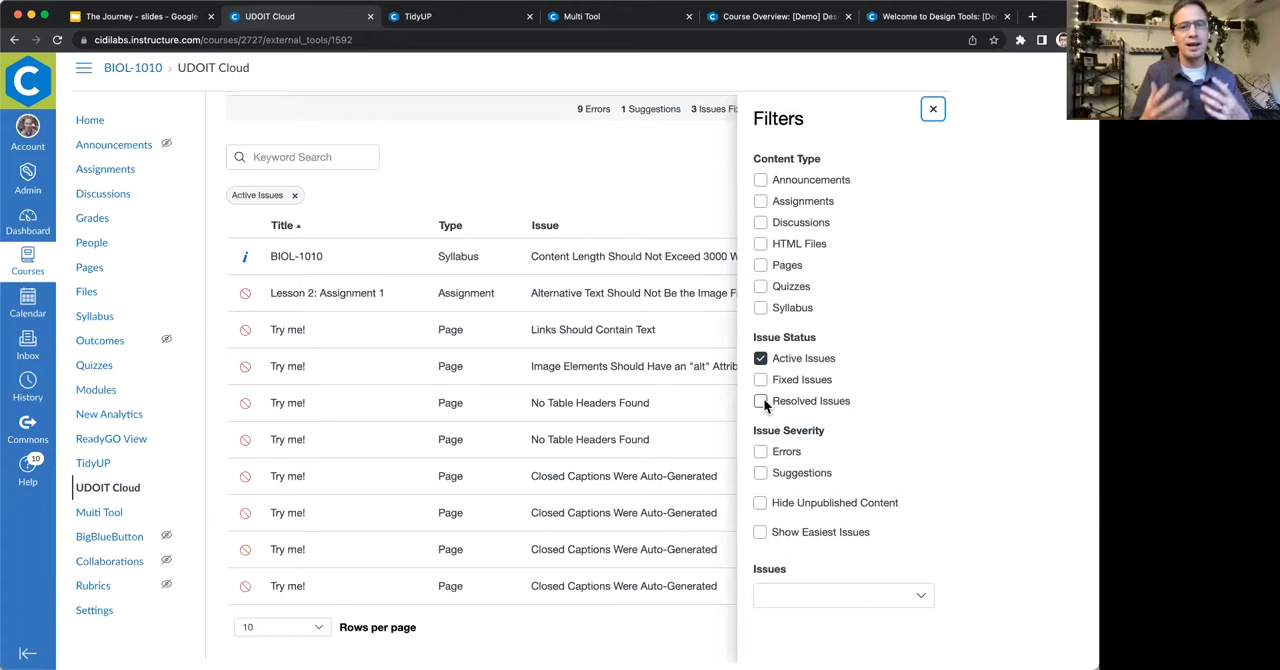 The Journey - slides - Google
UDOIT Cloud
TidyUP
Multi Tool
Course Overview: [Demo] Des
Welcome to Design Tools: [De
cidilabs.instructure.com/courses/2727/external_tools/1592
BIOL-1010 › UDOIT Cloud
Account
Admin
Dashboard
Courses
Calendar
Inbox
History
Commons
10
Help
Home
Announcements
Assignments
Discussions
Grades
People
Pages
Files
Syllabus
Outcomes
Quizzes
Modules
New Analytics
ReadyGO View
TidyUP
UDOIT Cloud
Multi Tool
BigBlueButton
Collaborations
Rubrics
Settings
9 Errors 1 Suggestions 3 Issues Fi
Keyword Search
Active Issues
Title Type Issue
BIOL-1010 Syllabus Content Length Should Not Exceed 3000 W
Lesson 2: Assignment 1 Assignment Alternative Text Should Not Be the Image F
Try me! Page Links Should Contain Text
Try me! Page Image Elements Should Have an "alt" Attrib
Try me! Page No Table Headers Found
Try me! Page No Table Headers Found
Try me! Page Closed Captions Were Auto-Generated
Try me! Page Closed Captions Were Auto-Generated
Try me! Page Closed Captions Were Auto-Generated
Try me! Page Closed Captions Were Auto-Generated
10 Rows per page
Filters
Content Type
Announcements
Assignments
Discussions
HTML Files
Pages
Quizzes
Syllabus
Issue Status
Active Issues
Fixed Issues
Resolved Issues
Issue Severity
Errors
Suggestions
Hide Unpublished Content
Show Easiest Issues
Issues